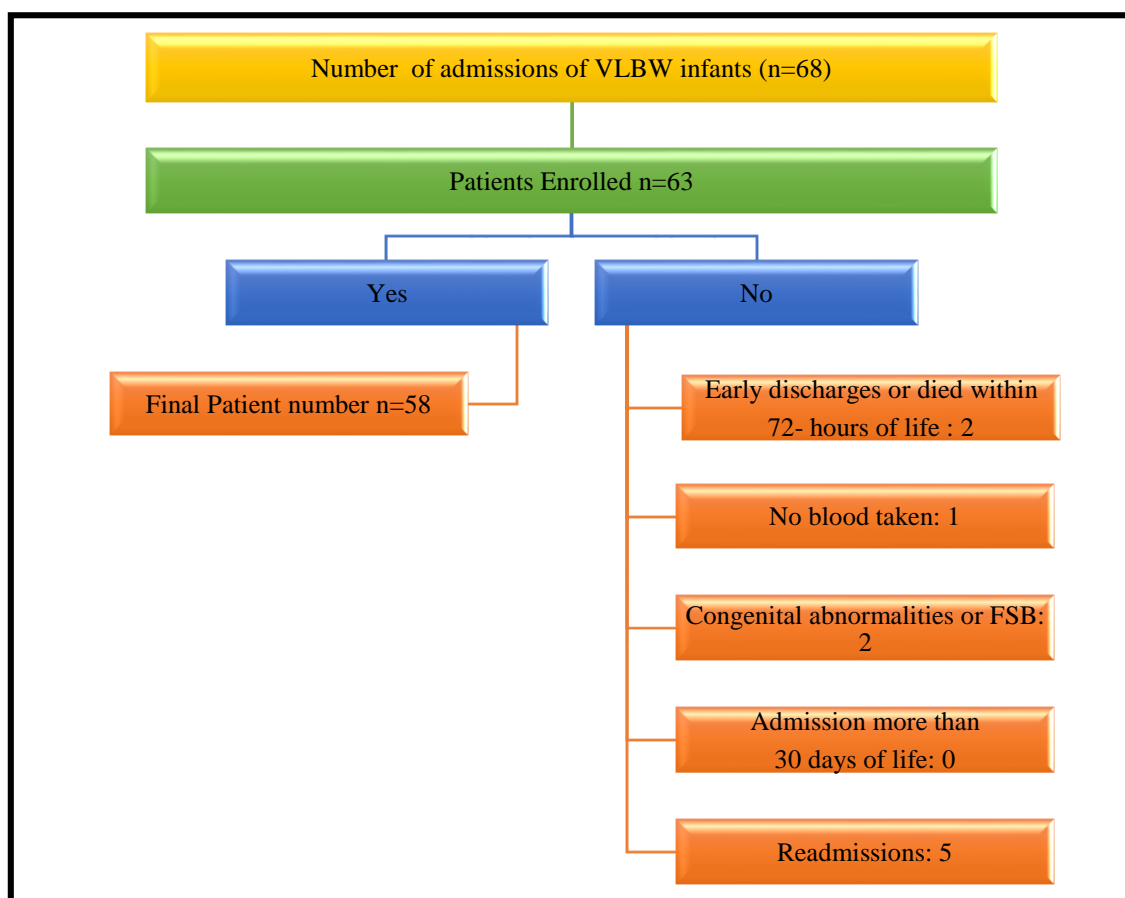 Number of admissions of VLBW infants (n=68)
Patients Enrolled n=63
Yes
No
Final Patient number n=58
Early discharges or died within
72- hours of life : 2
No blood taken: 1
Congenital abnormalities or FSB:
2
Admission more than
30 days of life: 0
Readmissions: 5